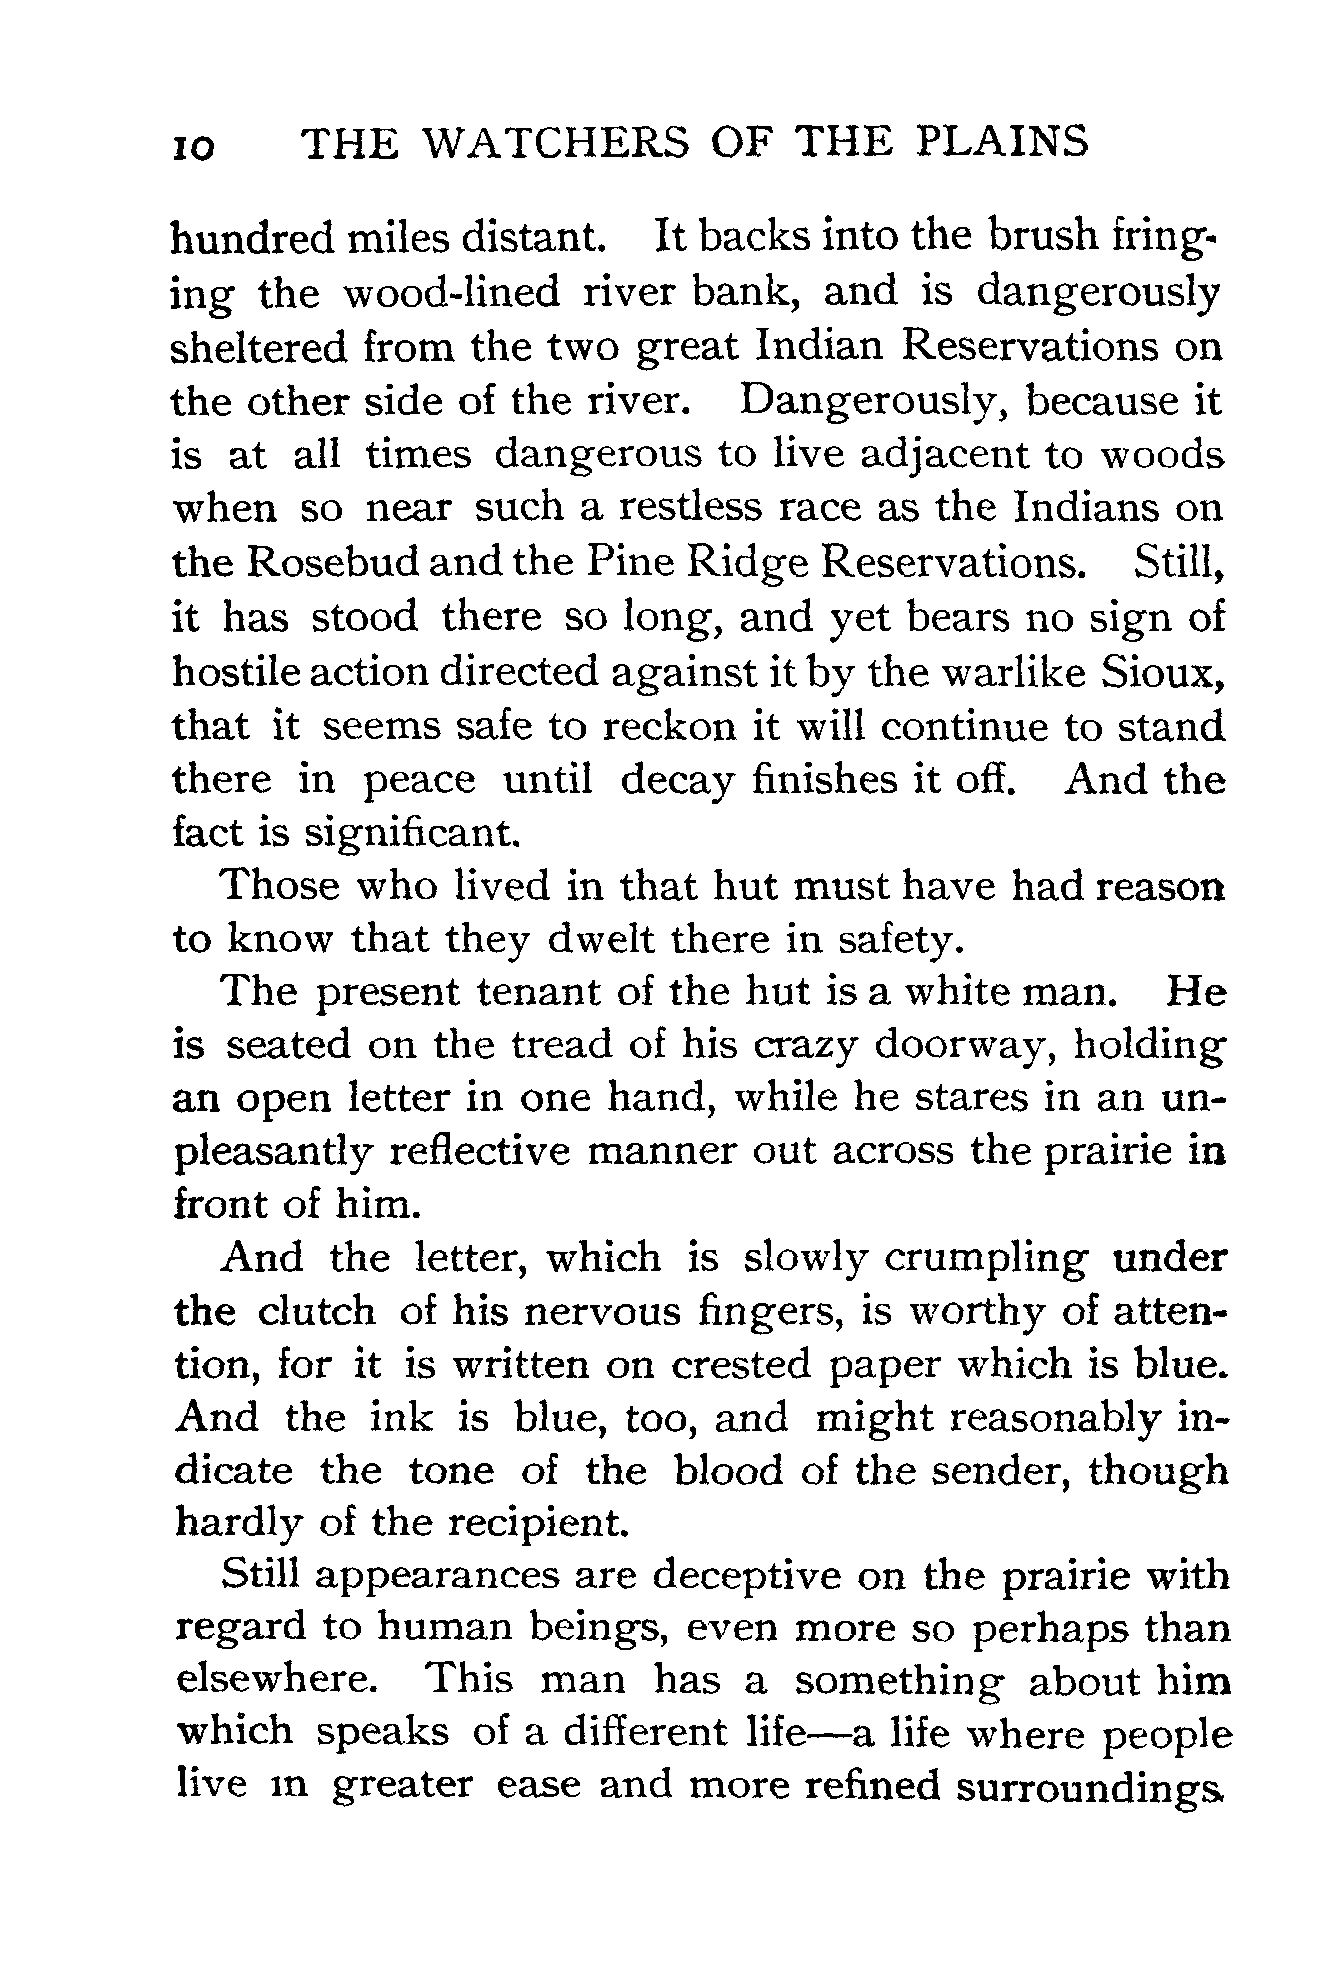 10 THE WATCHERS OF THE PLAINS
hundred miles distant. It backs into the brush fring-
ing the wood-lined river bank, and is dangerously
sheltered from the two great Indian Reservations on
the other side of the river. Dangerously, because it
is at all times dangerous to live adjacent to woods
when so near such a restless race as the Indians on
the Rosebud and the Pine Ridge Reservations. Still,
it has stood there so long, and yet bears no sign of
hostile action directed against it by the warlike Sioux,
that it seems safe to reckon it will continue to stand
there in peace until decay finishes it off. And the
fact is significant.
Those who lived in that hut must have had reason
to know that they dwelt there in safety.
The present tenant of the hut is a white man. He
is seated on the tread of his crazy doorway, holding
an open letter in one hand, while he stares in an un-
pleasantly reflective manner out across the prairie in
front of him.
And the letter, which is slowly crumpling under
the clutch of his nervous fingers, is worthy of atten-
tion, for it is written on crested paper which is blue.
And the ink is blue, too, and might reasonably in-
dicate the tone of the blood of the sender, though
hardly of the recipient.
Still appearances are deceptive on the prairie with
regard to human beings, even more so perhaps than
elsewhere. This man has a something about him
which speaks of a different life—a life where people
live in greater ease and more refined surroundings.